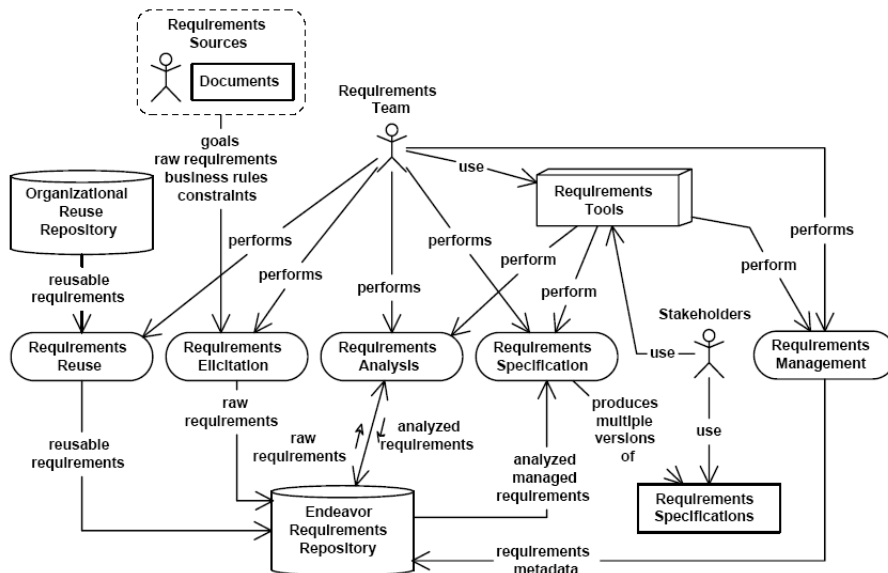 Requirements
Sources
Documents
Requirements
Team
goals
raw requirements
business rules
constraints
use
Requirements
Tools
Organizational
Reuse
Repository
performs
performs
performs
perform
performs
perform
perform
performs
reusable
requirements
Stakeholders
Requirements
Reuse
Requirements
Elicitation
Requirements
Analysis
Requirements
Specification
use
Requirements
Management
raw
requirements
reusable
requirements
raw
requirements
analyzed
requirements
produces
multiple
versions
of
use
analyzed
managed
requirements
Endeavor
Requirements
Repository
Requirements
Specifications
requirements
metadata